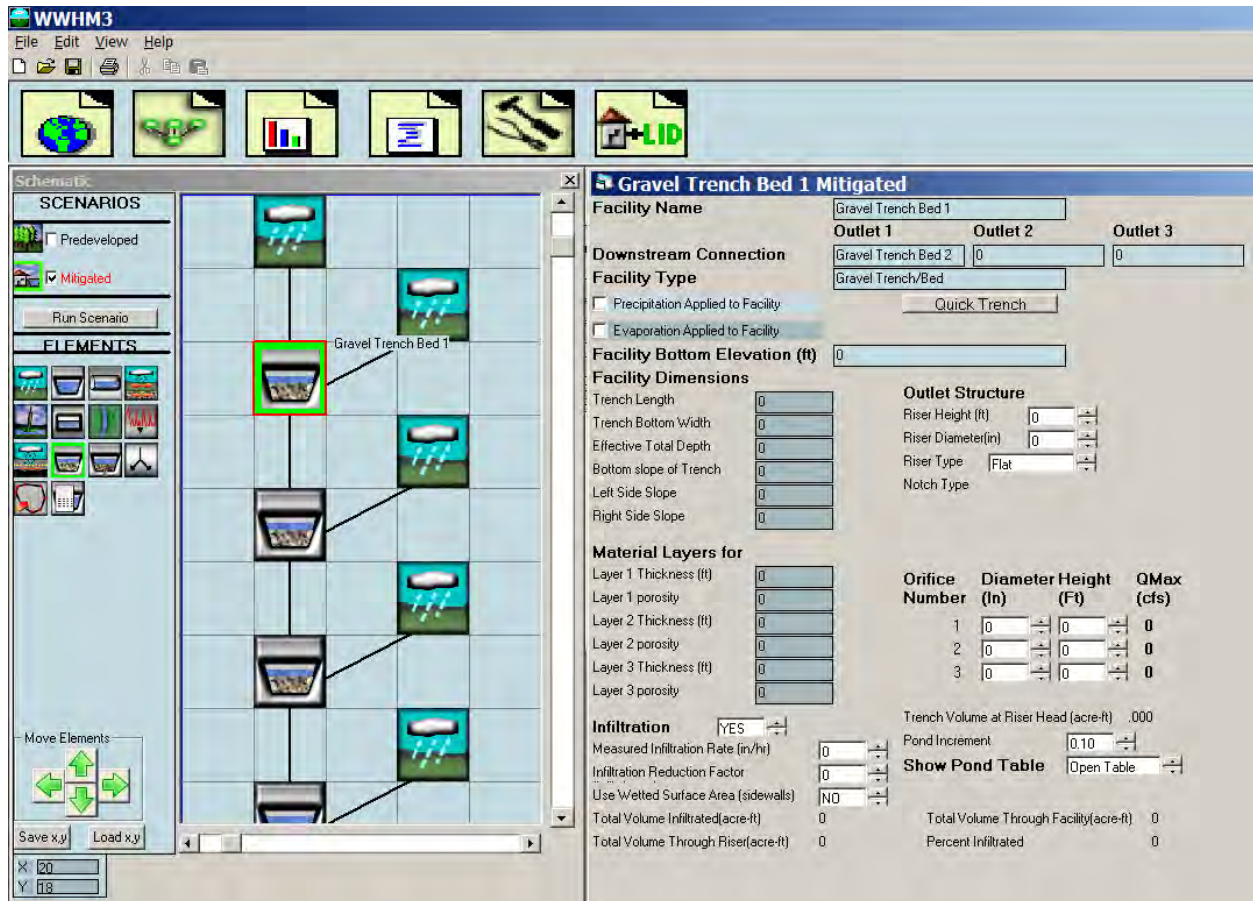 WWHM3
File Edit View Help
+LID
Schematic
SCENARIOS
Predeveloped
Mitigated
Run Scenario
ELEMENTS
Move Elements
Save x,y Load x,y
X 20
Y 18
Gravel Trench Bed 1
Gravel Trench Bed 1 Mitigated
Facility Name Gravel Trench Bed 1
Outlet 1 Outlet 2 Outlet 3
Downstream Connection Gravel Trench Bed 2 0 0
Facility Type Gravel Trench/Bed
Precipitation Applied to Facility Quick Trench
Evaporation Applied to Facility
Facility Bottom Elevation (ft) 0
Facility Dimensions
Trench Length 0
Trench Bottom Width 0
Effective Total Depth 0
Bottom slope of Trench 0
Left Side Slope 0
Right Side Slope 0
Outlet Structure
Riser Height (ft) 0
Riser Diameter(in) 0
Riser Type Flat
Notch Type
Material Layers for
Layer 1 Thickness (ft) 0
Layer 1 porosity 0
Layer 2 Thickness (ft) 0
Layer 2 porosity 0
Layer 3 Thickness (ft) 0
Layer 3 porosity 0
Orifice Diameter Height QMax
Number (In) (Ft) (cfs)
1 0 0 0
2 0 0 0
3 0 0 0
Infiltration YES
Measured Infiltration Rate (in/hr) 0
Infiltration Reduction Factor 0
Use Wetted Surface Area (sidewalls) NO
Total Volume Infiltrated(acre-ft) 0
Total Volume Through Riser(acre-ft) 0
Trench Volume at Riser Head (acre-ft) .000
Pond Increment 0.10
Show Pond Table Open Table
Total Volume Through Facility(acre-ft) 0
Percent Infiltrated 0